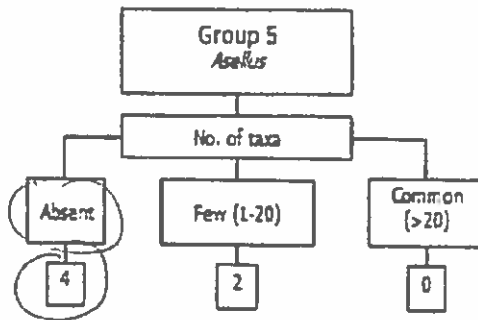 Group 5
Asellus
No. of taxa
Absent
Few (1-20)
Common
(>20)
4
2
0